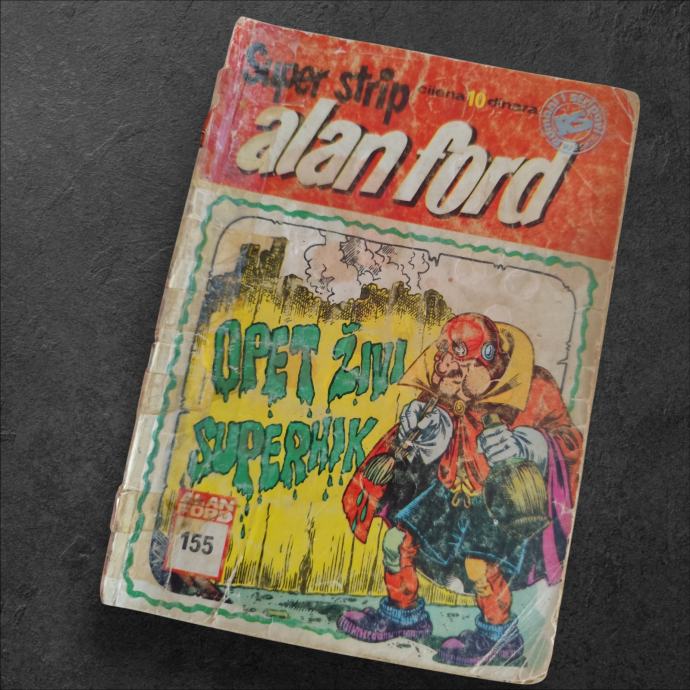 Super strip
cijena 10 dinara
alan ford
OPET ŽIVI
SUPERHIK
ALAN
FORD
155